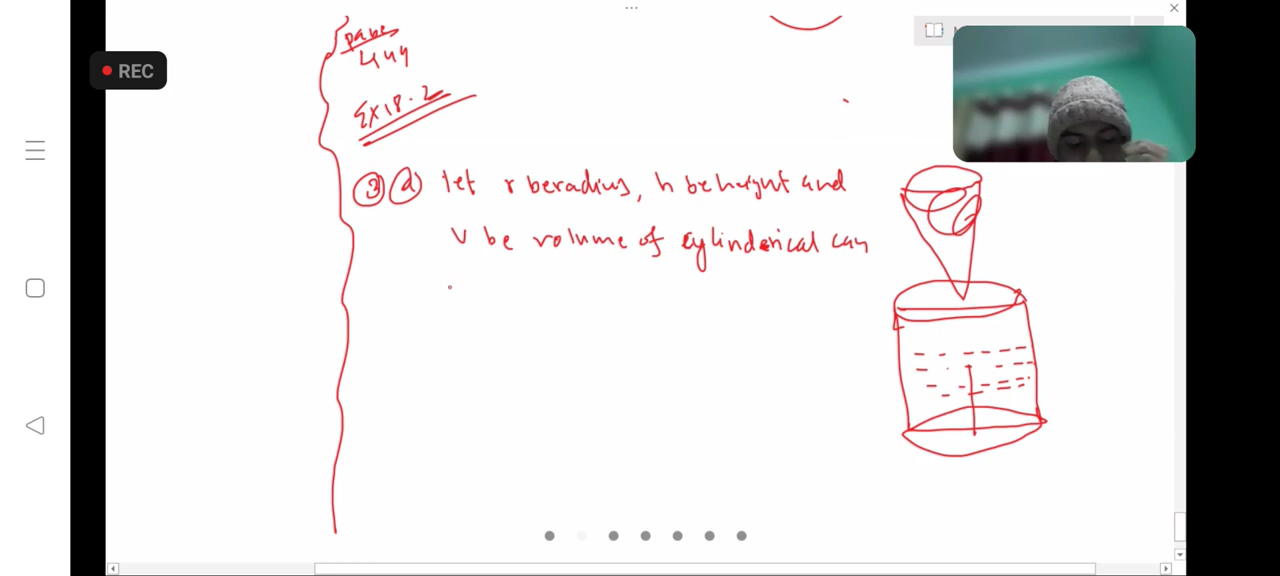 REC
page
444
Ex 18.2
③ ⓐ let r be radius, h be height and
V be volume of cylinderical can